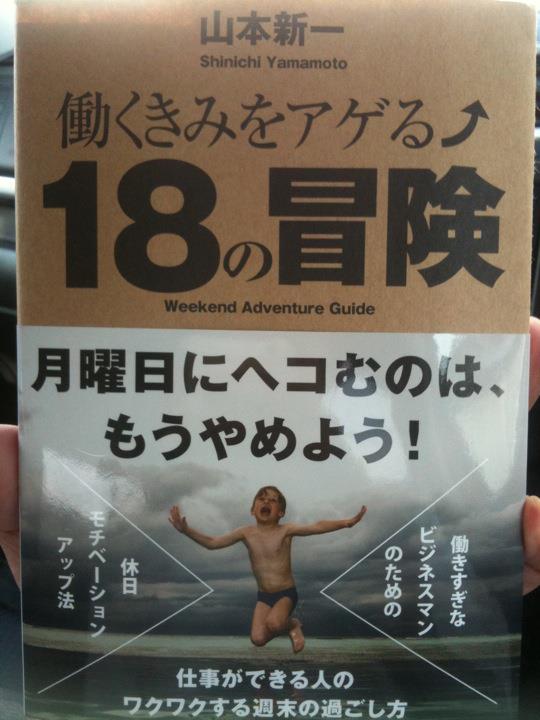 山本新一
Shinichi Yamamoto
働くきみをアゲる
18の冒険
Weekend Adventure Guide
月曜日にヘコむのは、
もうやめよう！
働きすぎな
ビジネスマン
のための
休日
モチベーション
アップ法
仕事ができる人の
ワクワクする週末の過ごし方